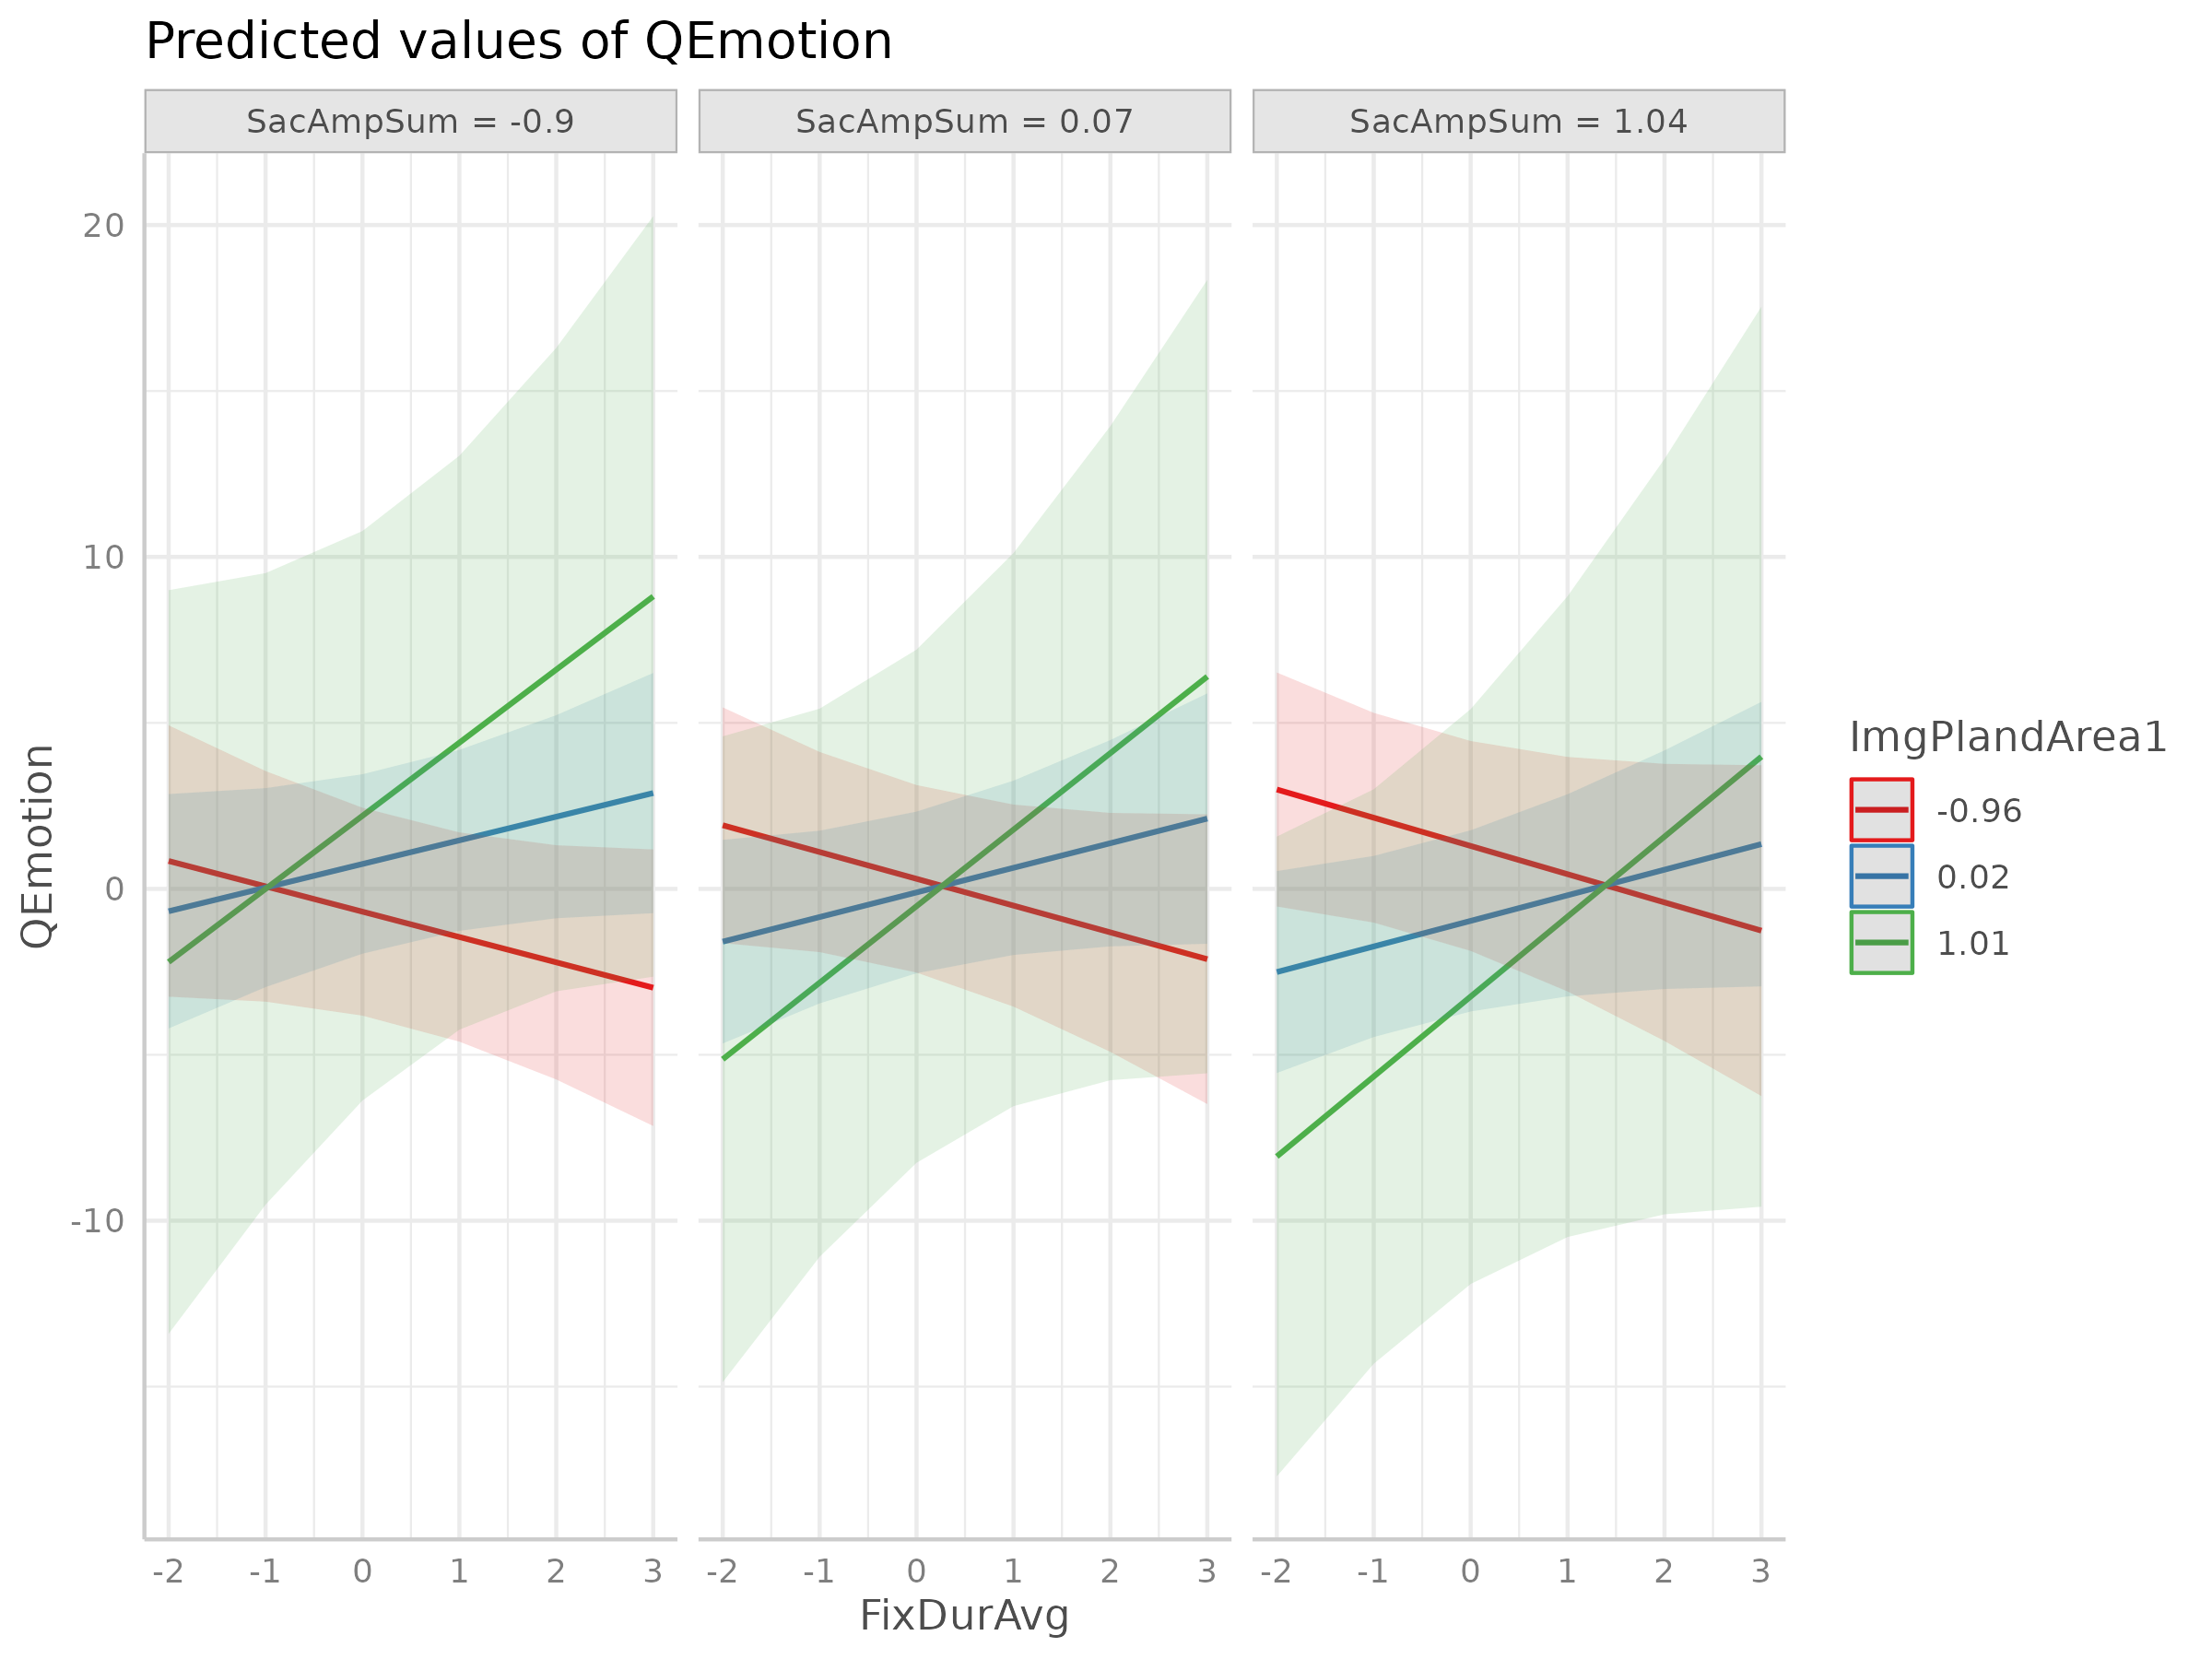 Predicted values of QEmotion
SacAmpSum = -0.9
SacAmpSum = 0.07
SacAmpSum = 1.04
20
10
0
-10
QEmotion
-2 -1 0 1 2 3
-2 -1 0 1 2 3
-2 -1 0 1 2 3
FixDurAvg
ImgPlandArea1
-0.96
0.02
1.01